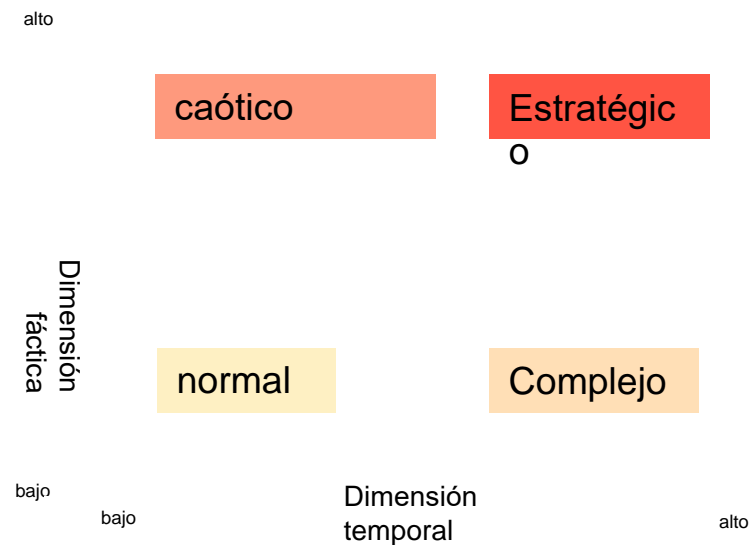 alto
caótico
Estratégic
o
Dimensión
fáctica
normal
Complejo
bajo
bajo
Dimensión
temporal
alto